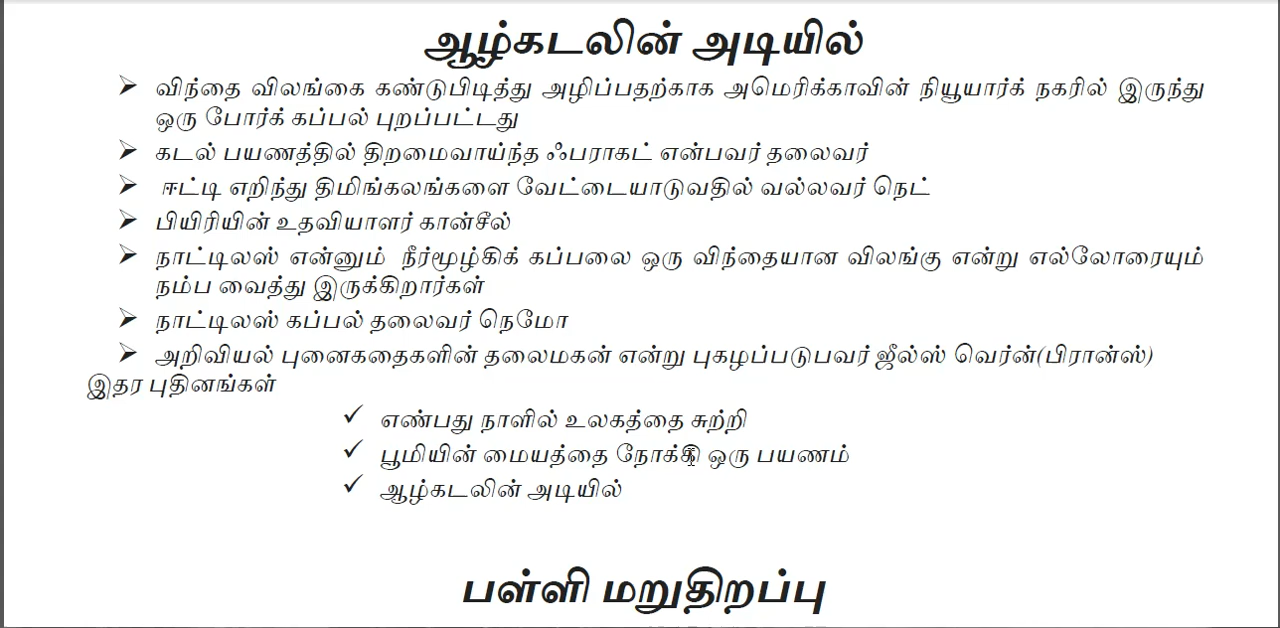 ஆழ்கடலின் அடியில்
➢ விந்தை விலங்கை கண்டுபிடித்து அழிப்பதற்காக அமெரிக்காவின் நியூயார்க் நகரில் இருந்து
ஒரு போர்க் கப்பல் புறப்பட்டது
➢ கடல் பயணத்தில் திறமைவாய்ந்த ஃபராகட் என்பவர் தலைவர்
➢ ஈட்டி எறிந்து திமிங்கலங்களை வேட்டையாடுவதில் வல்லவர் நெட்
➢ பியிரியின் உதவியாளர் கான்சீல்
➢ நாட்டிலஸ் என்னும் நீர்மூழ்கிக் கப்பலை ஒரு விந்தையான விலங்கு என்று எல்லோரையும்
நம்ப வைத்து இருக்கிறார்கள்
➢ நாட்டிலஸ் கப்பல் தலைவர் நெமோ
➢ அறிவியல் புனைகதைகளின் தலைமகன் என்று புகழப்படுபவர் ஜீல்ஸ் வெர்ன்(பிரான்ஸ்)
இதர புதினங்கள்
✓ எண்பது நாளில் உலகத்தை சுற்றி
✓ பூமியின் மையத்தை நோக்கி ஒரு பயணம்
✓ ஆழ்கடலின் அடியில்
பள்ளி மறுதிறப்பு